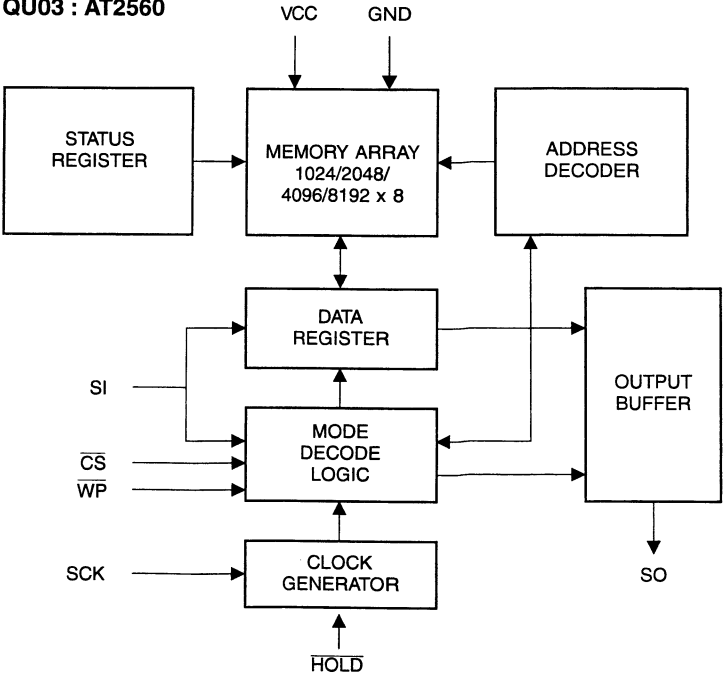 QU03 : AT2560
VCC
GND
STATUS
REGISTER
MEMORY ARRAY
1024/2048/
4096/8192 x 8
ADDRESS
DECODER
DATA
REGISTER
OUTPUT
BUFFER
SI
MODE
DECODE
LOGIC
CS
WP
SCK
CLOCK
GENERATOR
SO
HOLD